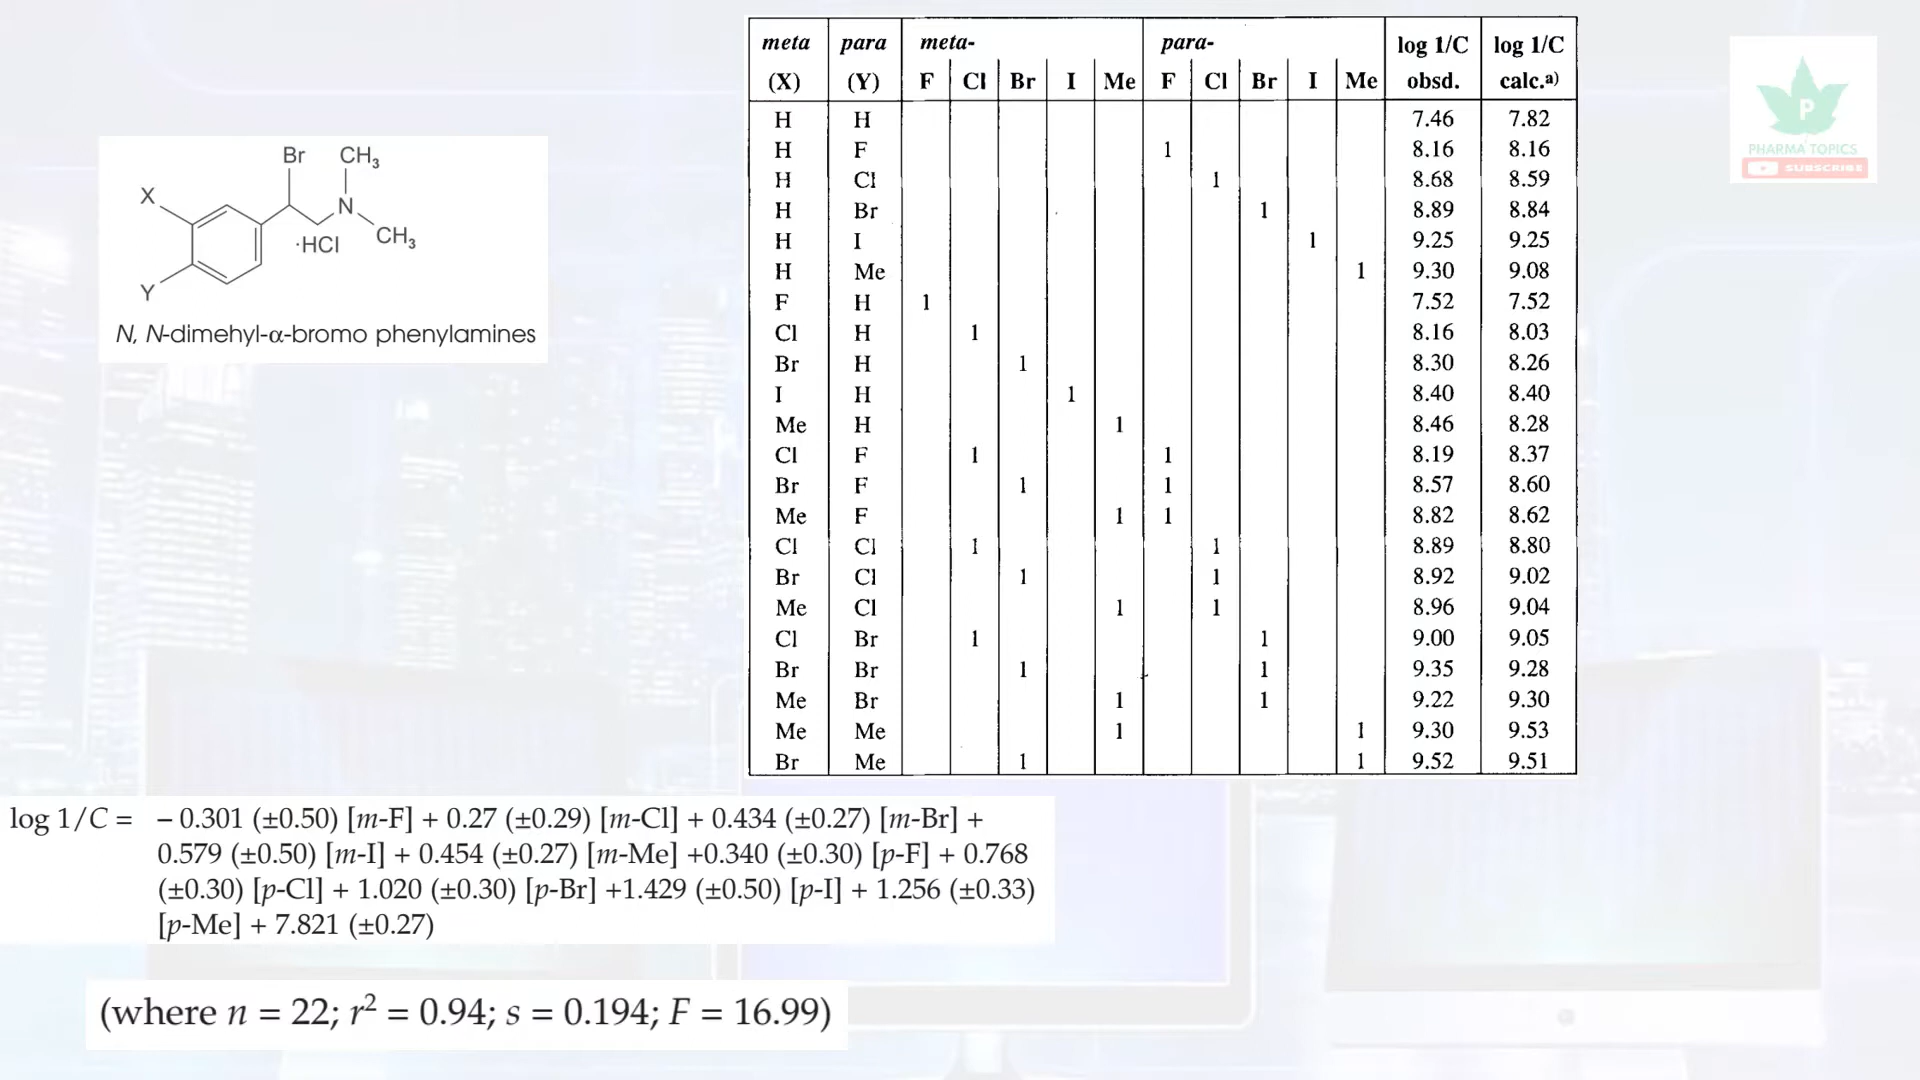 Br CH₃
X
N
CH₃
·HCl
Y
N, N-dimehyl-α-bromo phenylamines
meta para meta- para- log 1/C log 1/C
(X) (Y) F Cl Br I Me F Cl Br I Me obsd. calc.a)
H H 7.46 7.82
H F 1 8.16 8.16
H Cl 1 8.68 8.59
H Br 1 8.89 8.84
H I 1 9.25 9.25
H Me 1 9.30 9.08
F H 1 7.52 7.52
Cl H 1 8.16 8.03
Br H 1 8.30 8.26
I H 1 8.40 8.40
Me H 1 8.46 8.28
Cl F 1 1 8.19 8.37
Br F 1 1 8.57 8.60
Me F 1 1 8.82 8.62
Cl Cl 1 1 8.89 8.80
Br Cl 1 1 8.92 9.02
Me Cl 1 1 8.96 9.04
Cl Br 1 1 9.00 9.05
Br Br 1 1 9.35 9.28
Me Br 1 1 9.22 9.30
Me Me 1 1 9.30 9.53
Br Me 1 1 9.52 9.51
P
PHARMA TOPICS
SUBSCRIBE
log 1/C = – 0.301 (±0.50) [m-F] + 0.27 (±0.29) [m-Cl] + 0.434 (±0.27) [m-Br] +
0.579 (±0.50) [m-I] + 0.454 (±0.27) [m-Me] +0.340 (±0.30) [p-F] + 0.768
(±0.30) [p-Cl] + 1.020 (±0.30) [p-Br] +1.429 (±0.50) [p-I] + 1.256 (±0.33)
[p-Me] + 7.821 (±0.27)
(where n = 22; r² = 0.94; s = 0.194; F = 16.99)